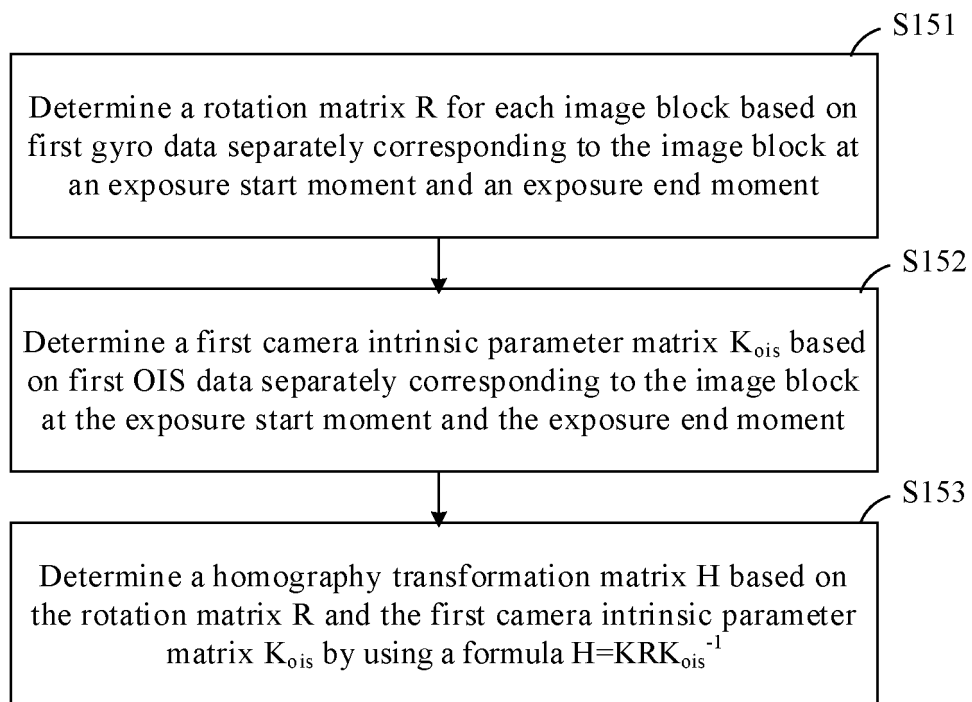 S151
Determine a rotation matrix R for each image block based on
first gyro data separately corresponding to the image block at
an exposure start moment and an exposure end moment
S152
Determine a first camera intrinsic parameter matrix Kₒᵢₛ based
on first OIS data separately corresponding to the image block
at the exposure start moment and the exposure end moment
S153
Determine a homography transformation matrix H based on
the rotation matrix R and the first camera intrinsic parameter
matrix Kₒᵢₛ by using a formula H=KRKₒᵢₛ⁻¹